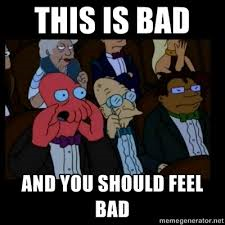 THIS IS BAD
AND YOU SHOULD FEEL
BAD
memegenerator.net